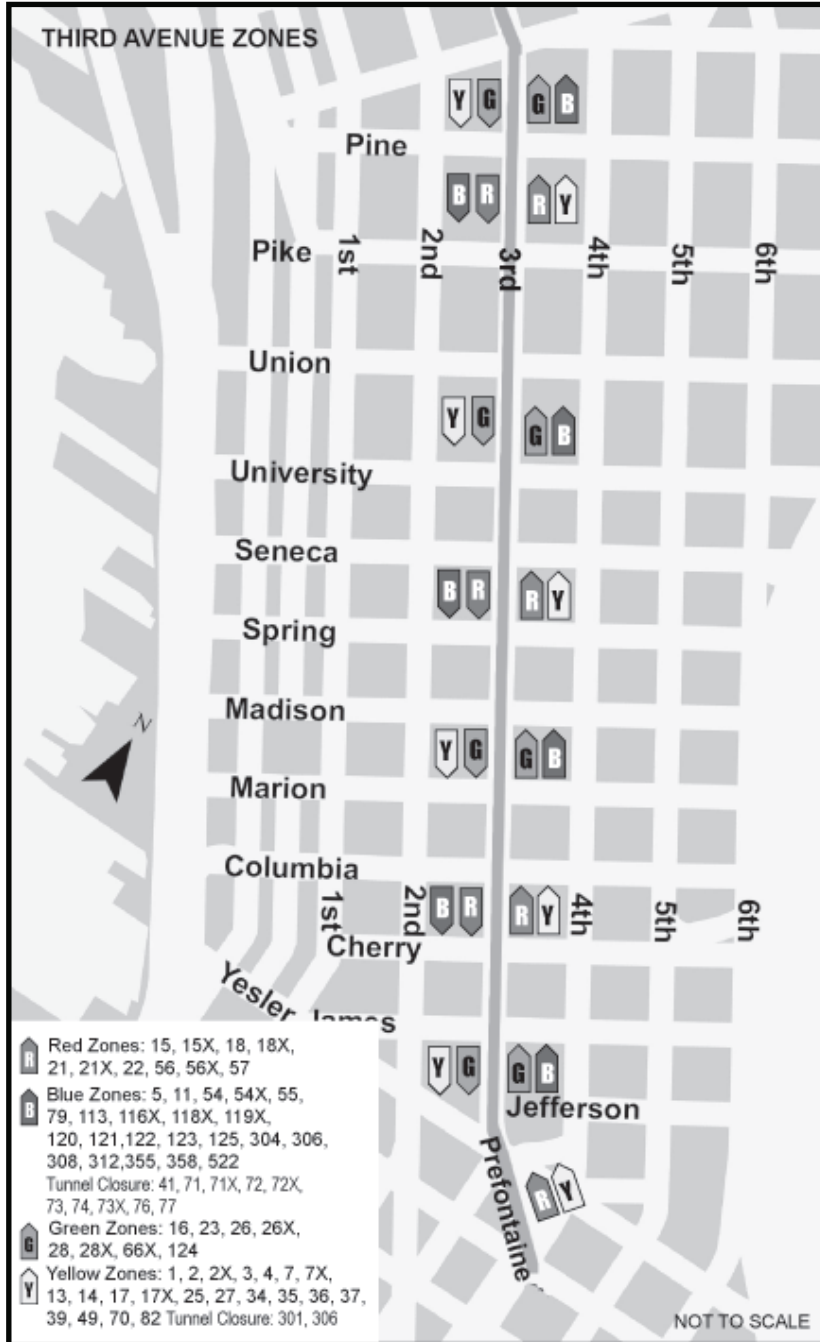 THIRD AVENUE ZONES
Y G G B
Pine
B R R Y
Pike 1st 2nd 3rd 4th 5th 6th
Union
Y G G B
University
Seneca
B R R Y
Spring
Madison
N
Y G G B
Marion
Columbia
1st 2nd B R R Y 4th 5th 6th
Cherry
Yesler James
Y G G B
Jefferson
Prefontaine
R Y
R Red Zones: 15, 15X, 18, 18X,
21, 21X, 22, 56, 56X, 57
B Blue Zones: 5, 11, 54, 54X, 55,
79, 113, 116X, 118X, 119X,
120, 121,122, 123, 125, 304, 306,
308, 312,355, 358, 522
Tunnel Closure: 41, 71, 71X, 72, 72X,
73, 74, 73X, 76, 77
G Green Zones: 16, 23, 26, 26X,
28, 28X, 66X, 124
Y Yellow Zones: 1, 2, 2X, 3, 4, 7, 7X,
13, 14, 17, 17X, 25, 27, 34, 35, 36, 37,
39, 49, 70, 82 Tunnel Closure: 301, 306
NOT TO SCALE